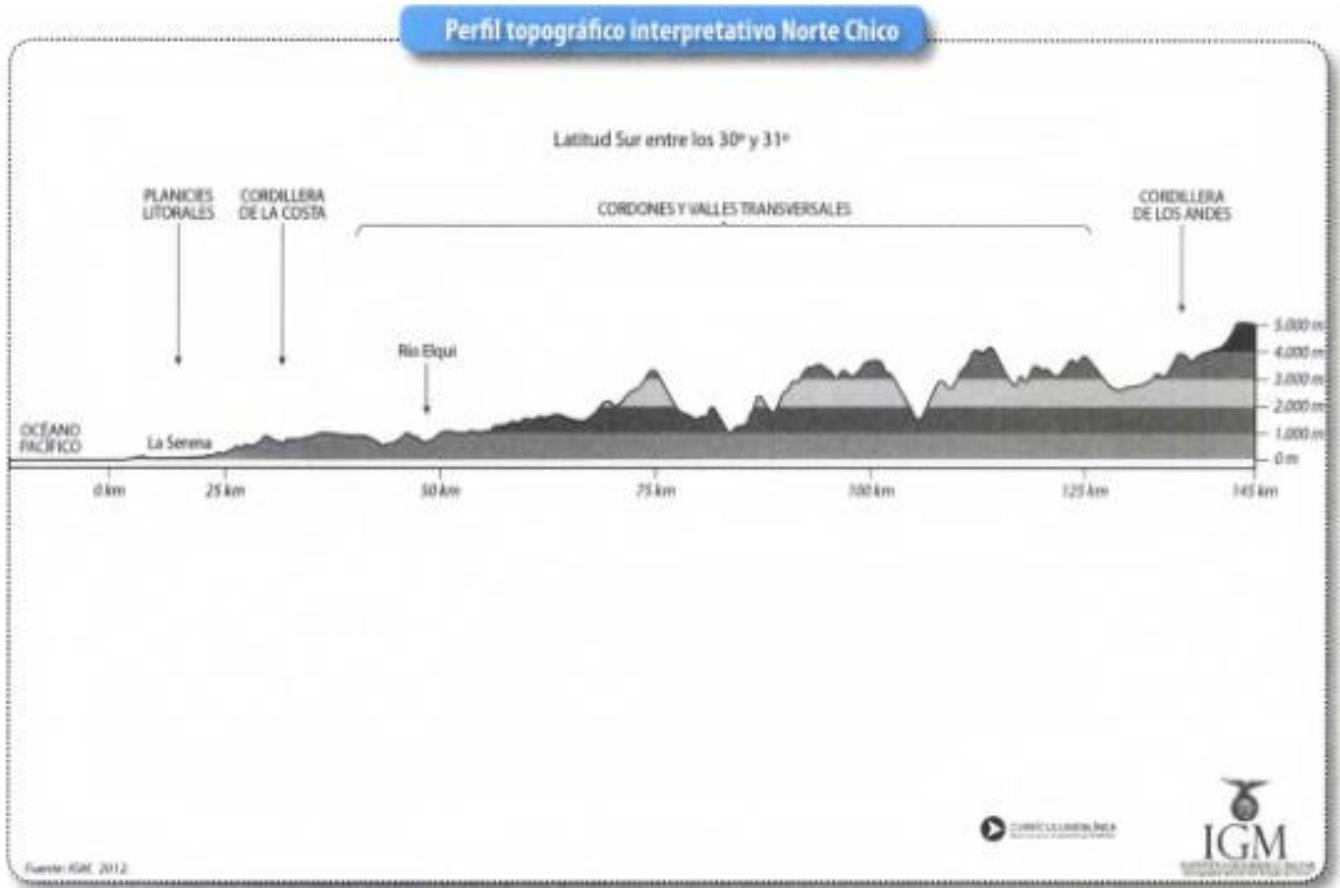 Perfil topográfico interpretativo Norte Chico
Latitud Sur entre los 30º y 31º
PLANICIES
LITORALES
CORDILLERA
DE LA COSTA
CORDONES Y VALLES TRANSVERSALES
CORDILLERA
DE LOS ANDES
Río Elqui
OCÉANO
PACÍFICO
La Serena
5.000 m
4.000 m
3.000 m
2.000 m
1.000 m
0 m
0 km
25 km
50 km
75 km
100 km
125 km
145 km
CURRÍCULUM EN LÍNEA
IGM
Fuente: IGM, 2012.